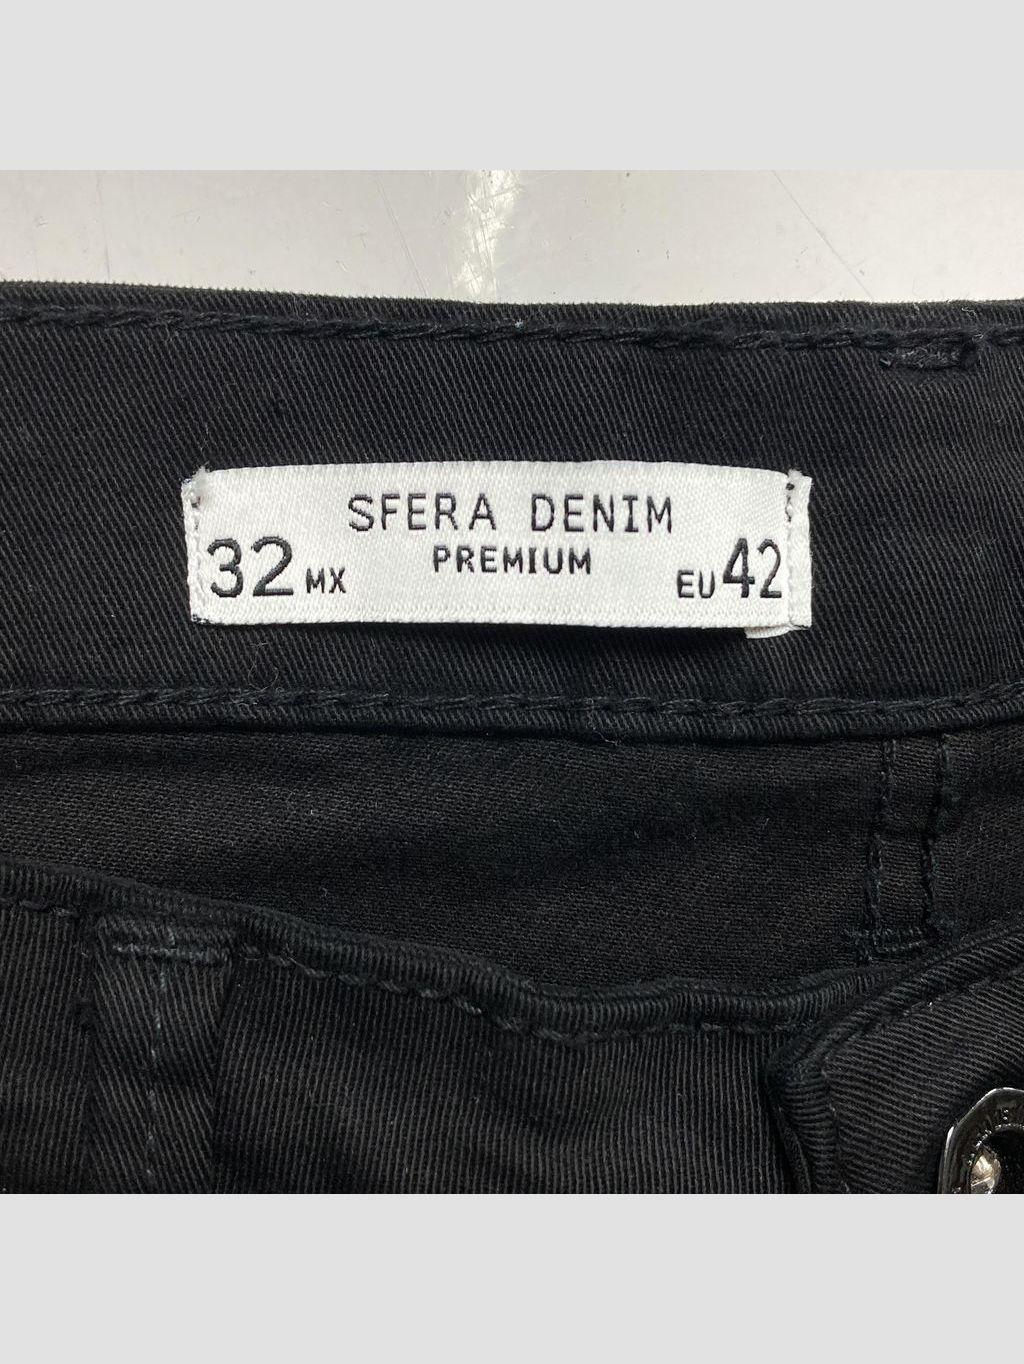 SFERA DENIM
PREMIUM
32 MX
EU 42